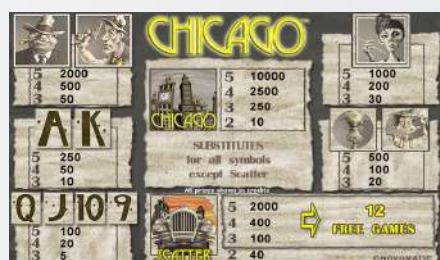 CHICAGO
5 2000
4 500
3 50
CHICAGO
5 10000
4 2500
3 250
2 10
5 1000
4 200
3 30
A K
5 250
4 50
3 10
SUBSTITUTES
for all symbols
except Scatter
All prizes shown in credits
5 500
4 100
3 20
Q J 10 9
5 100
4 20
3 5
SCATTER
5 2000
4 400
3 100
2 40
12
FREE GAMES
©NOVOMATIC